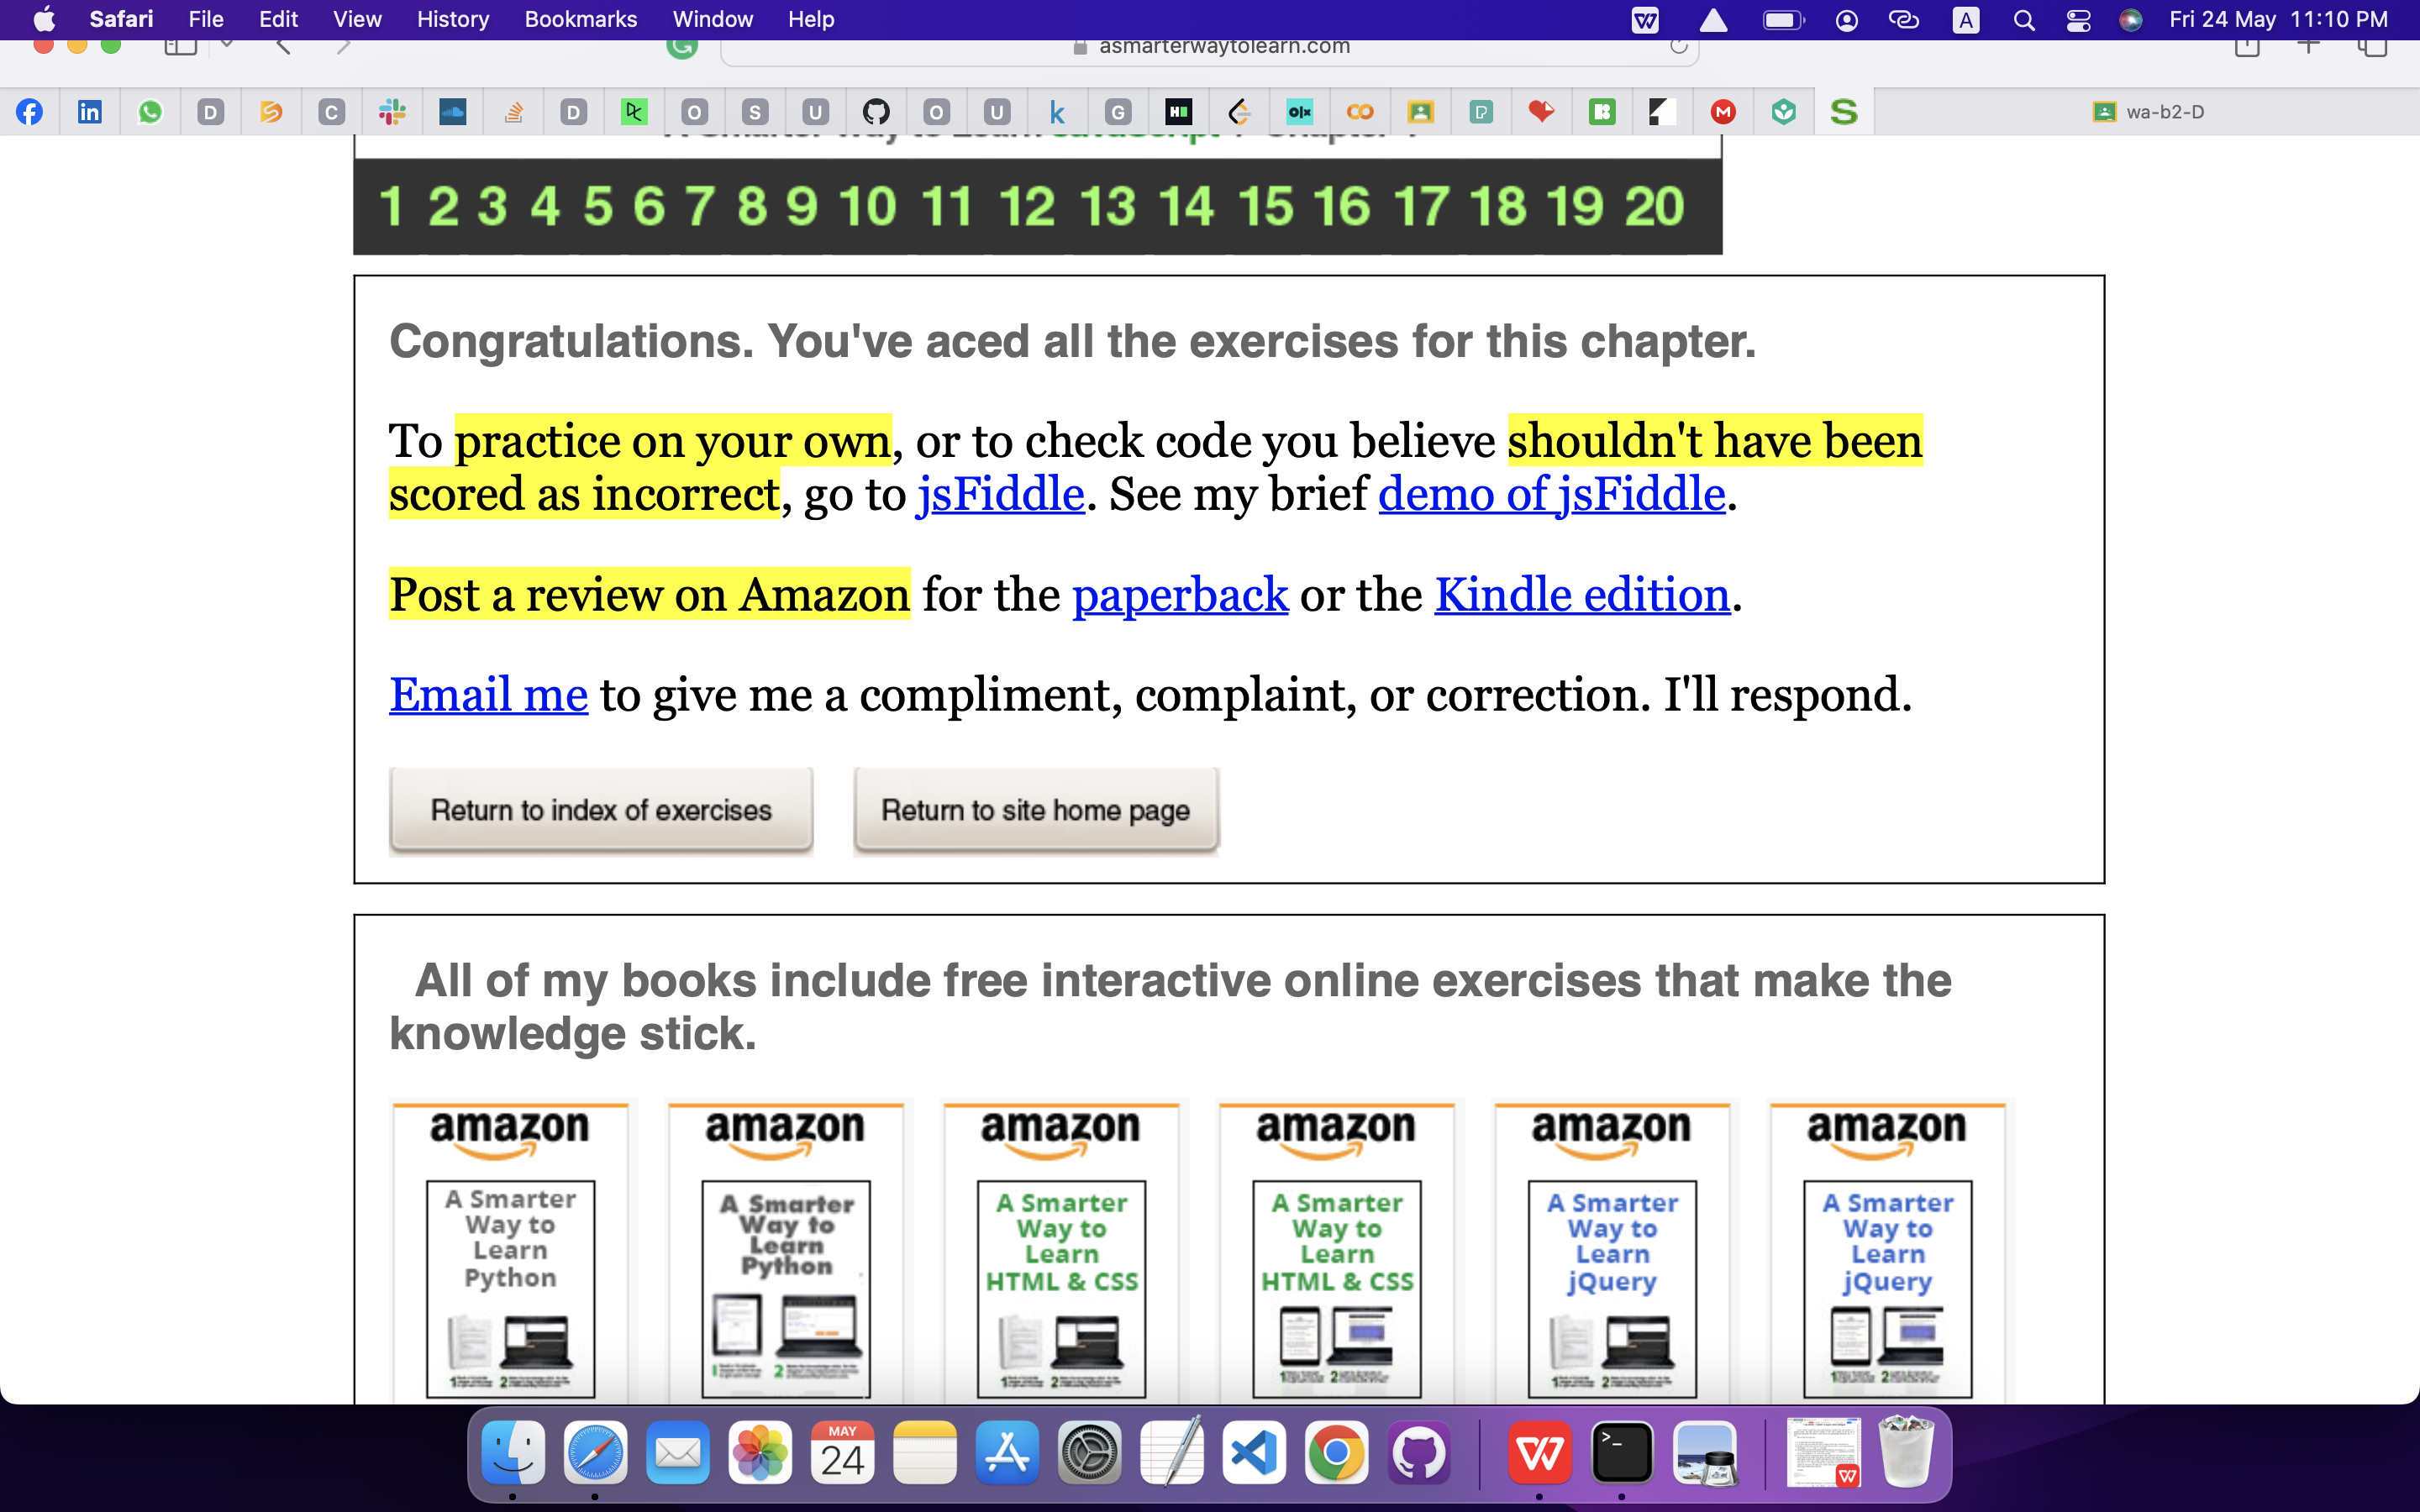 Safari File Edit View History Bookmarks Window Help Fri 24 May 11:10 PM
asmarterwaytolearn.com
wa-b2-D
A Smarter Way to Learn JavaScript
1 2 3 4 5 6 7 8 9 10 11 12 13 14 15 16 17 18 19 20
Congratulations. You've aced all the exercises for this chapter.
To practice on your own, or to check code you believe shouldn't have been
scored as incorrect, go to jsFiddle. See my brief demo of jsFiddle.
Post a review on Amazon for the paperback or the Kindle edition.
Email me to give me a compliment, complaint, or correction. I'll respond.
Return to index of exercises Return to site home page
All of my books include free interactive online exercises that make the
knowledge stick.
amazon amazon amazon amazon amazon amazon
A Smarter
Way to
Learn
Python
A Smarter
Way to
Learn
Python
A Smarter
Way to
Learn
HTML & CSS
A Smarter
Way to
Learn
HTML & CSS
A Smarter
Way to
Learn
jQuery
A Smarter
Way to
Learn
jQuery
MAY
24